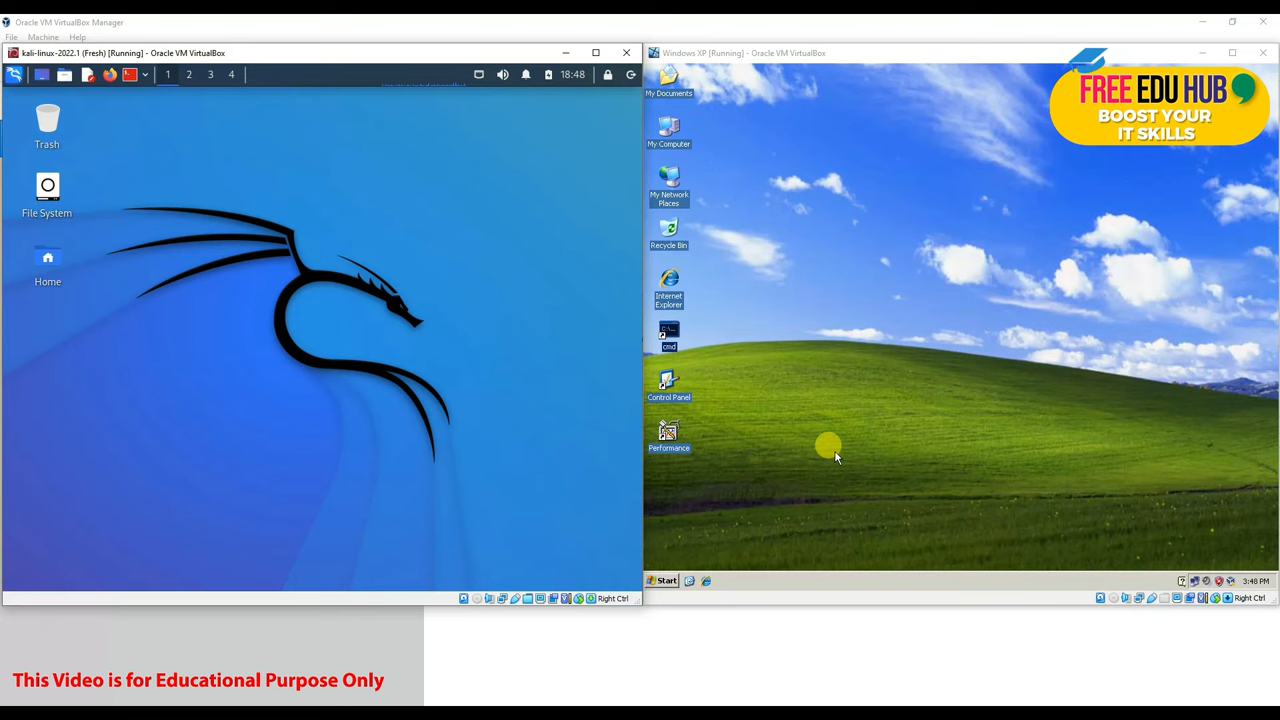 Oracle VM VirtualBox Manager
File Machine Help
kali-linux-2022.1 (Fresh) [Running] - Oracle VM VirtualBox
1 2 3 4
18:48
Trash
File System
Home
Right Ctrl
Windows XP [Running] - Oracle VM VirtualBox
My Documents
My Computer
My Network
Places
Recycle Bin
Internet
Explorer
C:\...
cmd
Control Panel
Performance
Start
3:48 PM
Right Ctrl
FREE EDU HUB
BOOST YOUR
IT SKILLS
This Video is for Educational Purpose Only